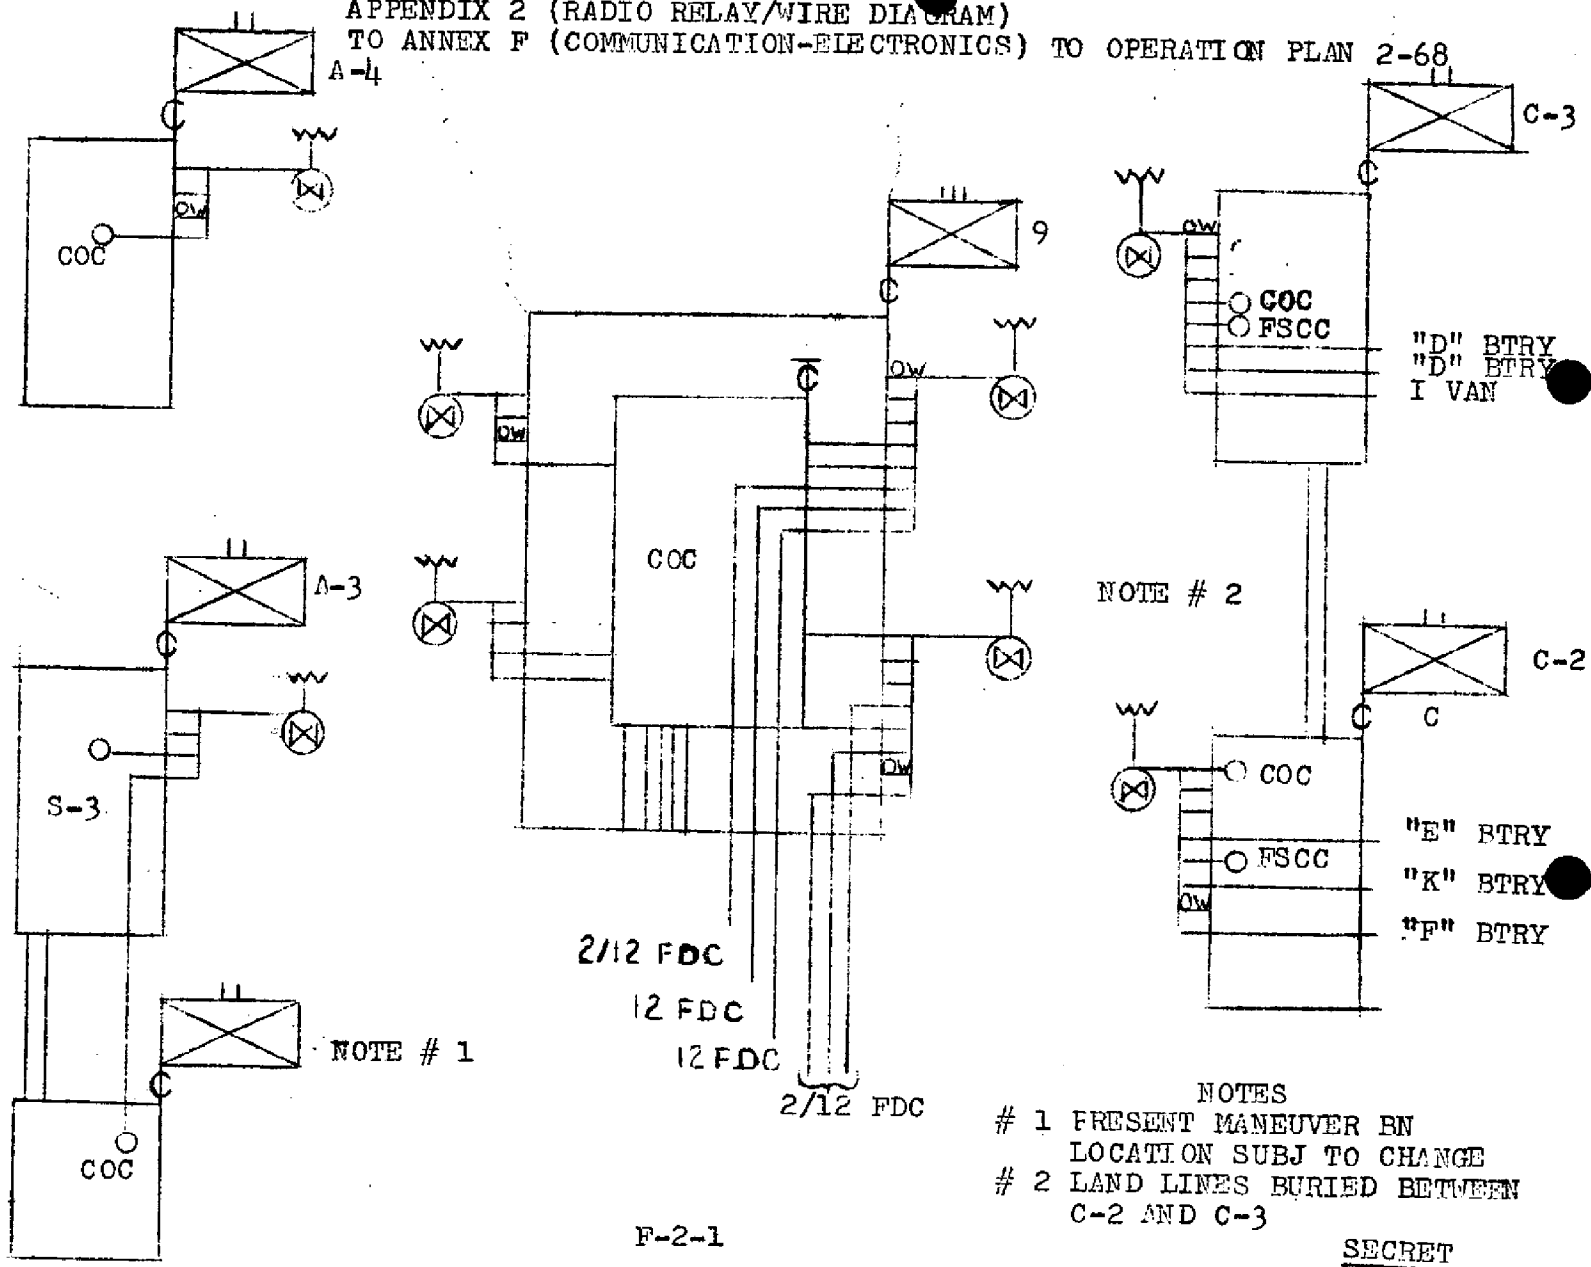 APPENDIX 2 (RADIO RELAY/WIRE DIAGRAM)
TO ANNEX F (COMMUNICATION-ELECTRONICS) TO OPERATION PLAN 2-68
A-4
C
OW
COC
A-3
C
S-3
NOTE # 1
C
COC
9
C
OW
C
OW
COC
OW
2/12 FDC
12 FDC
12 FDC
2/12 FDC
C-3
C
OW
COC
FSCC
"D" BTRY
"D" BTRY
I VAN
NOTE # 2
C-2
C
C
COC
"E" BTRY
FSCC
"K" BTRY
OW
"F" BTRY
NOTES
# 1 PRESENT MANEUVER BN
LOCATION SUBJ TO CHANGE
# 2 LAND LINES BURIED BETWEEN
C-2 AND C-3
F-2-1
SECRET